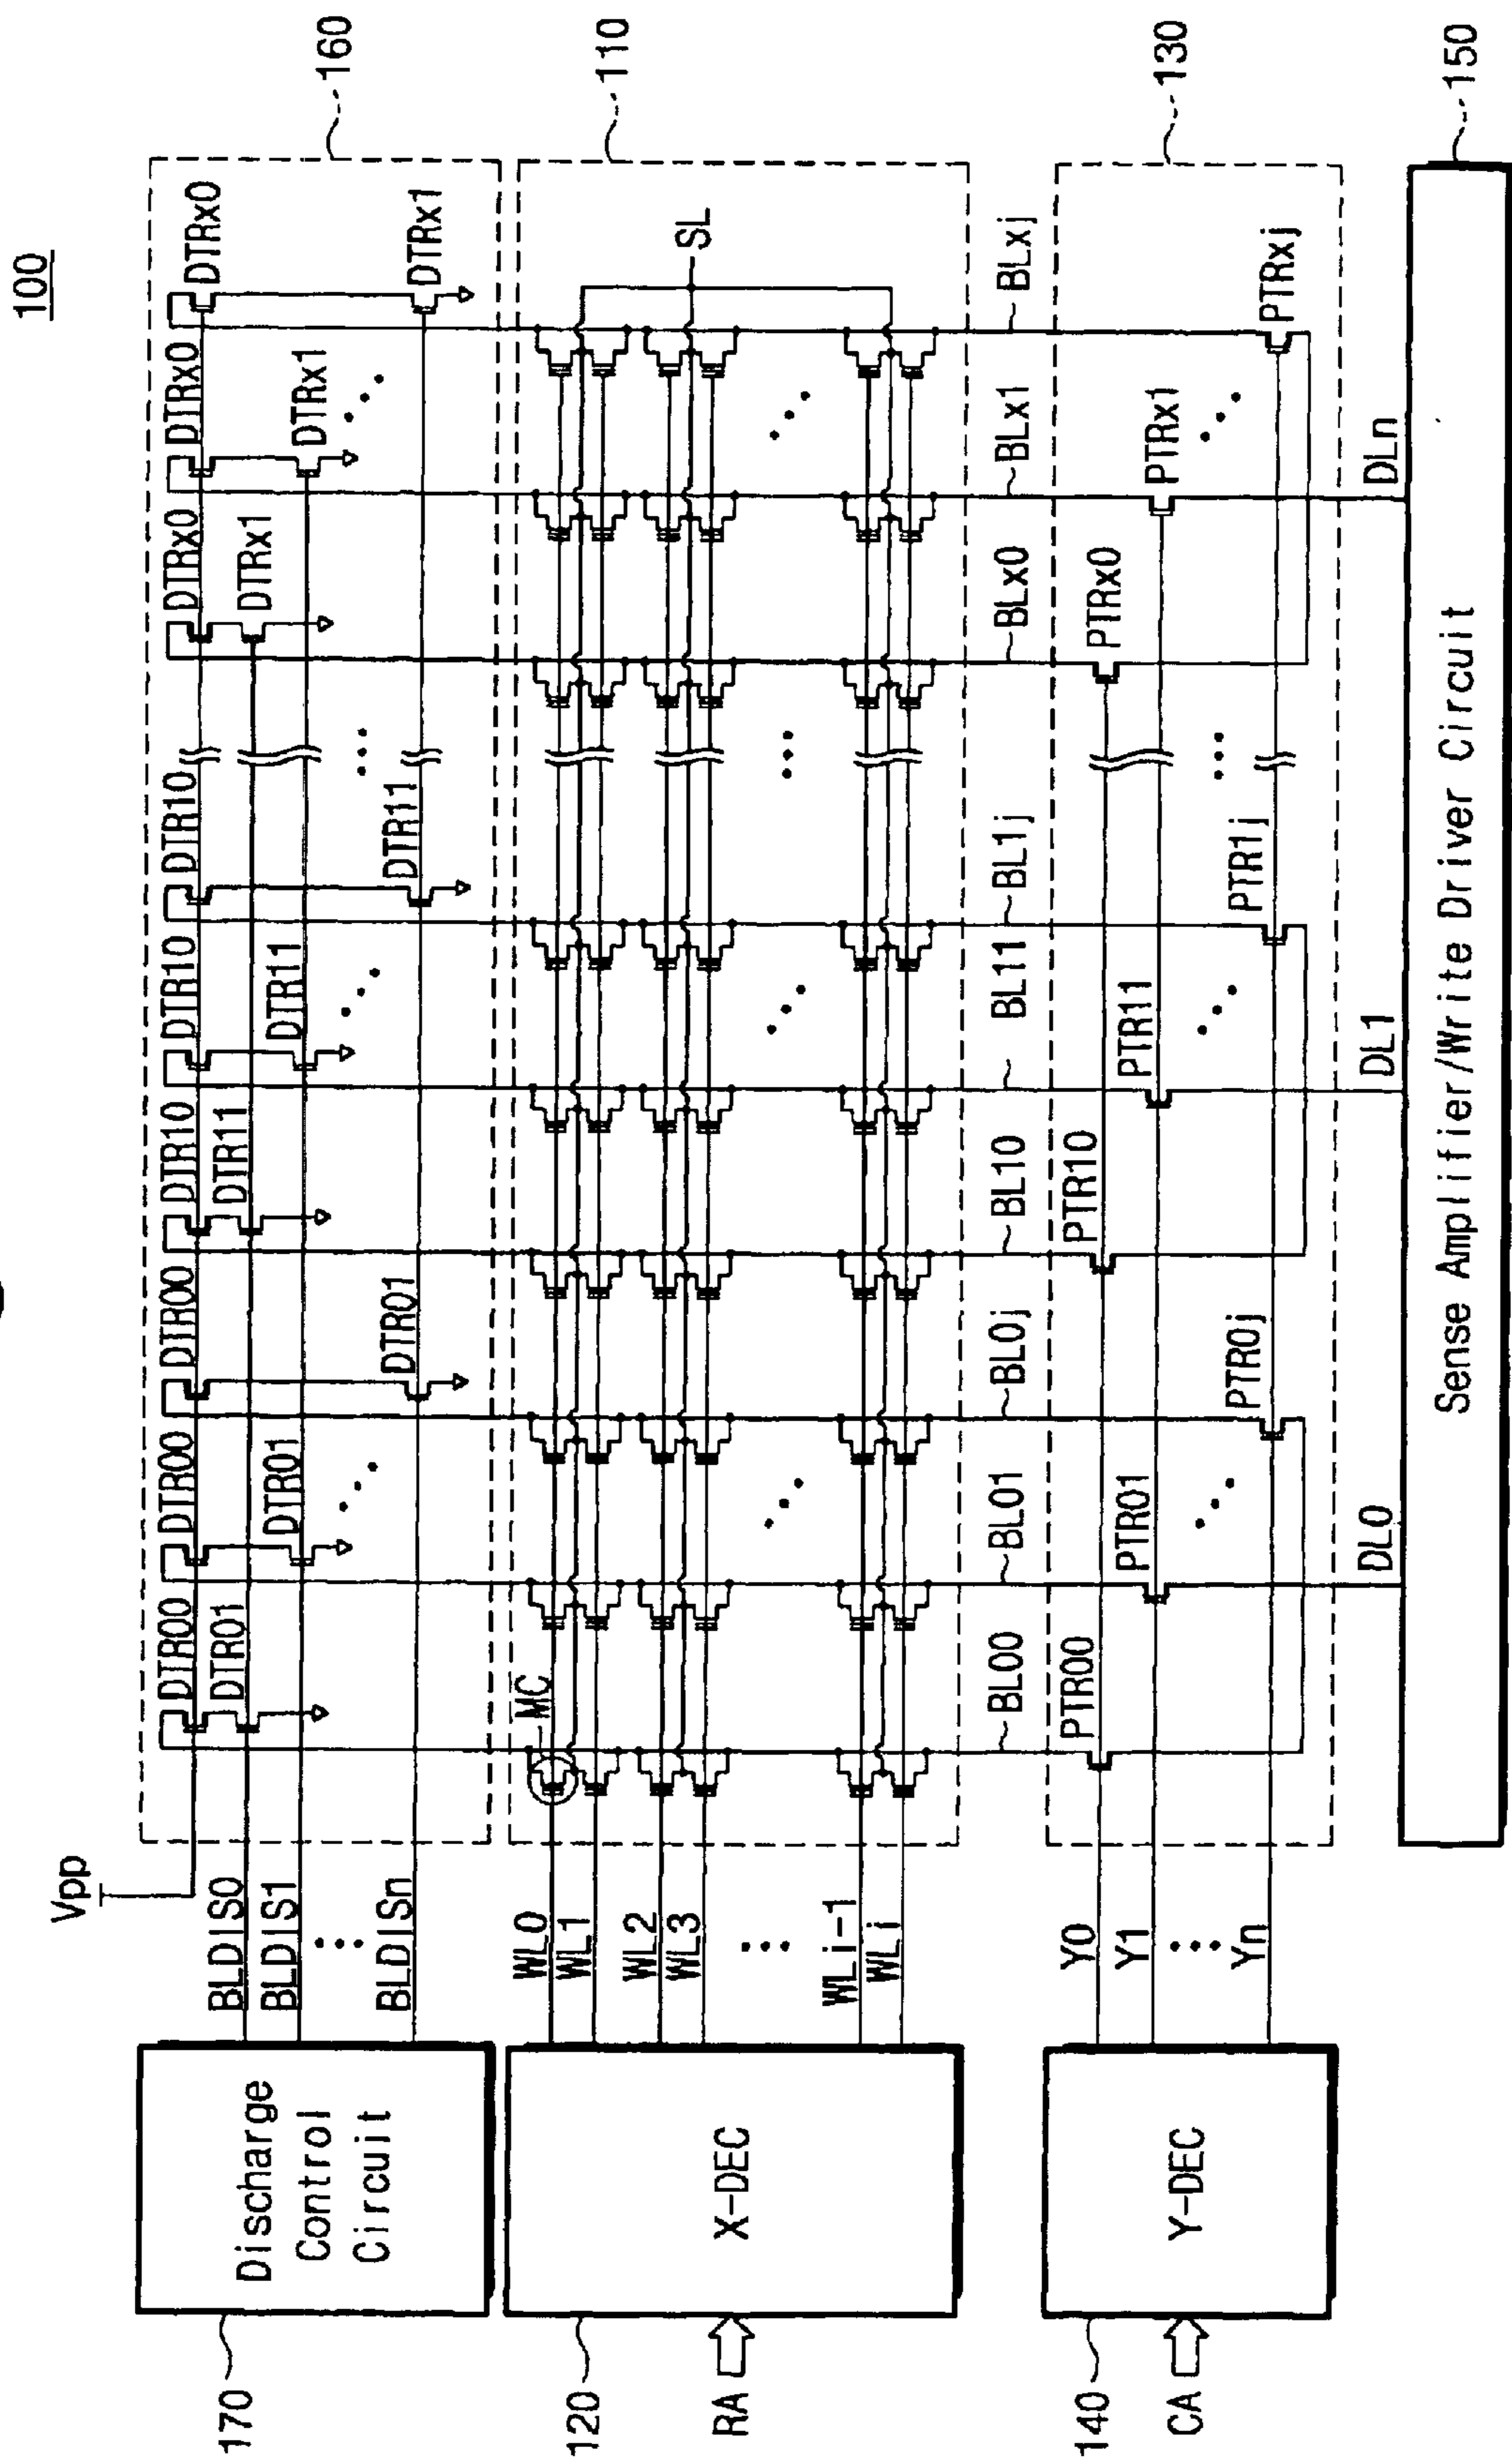 100
Vpp
DTR00 DTR00 DTR00 DTR10 DTR10 DTR10 DTRx0 DTRx0 DTRx0
160
BLDIS0
DTR01 DTR11 DTRx1
BLDIS1
DTR01 DTR11 DTRx1
BLDISn
DTR01 DTR11 DTRx1
170
Discharge
Control
Circuit
MC
110
WL0
WL1
WL2
WL3
SL
WLi-1
WLi
120
X-DEC
RA
BL00 BL01 BL0j BL10 BL11 BL1j BLx0 BLx1 BLxj
130
Y0
PTR00 PTR10 PTRx0
Y1
PTR01 PTR11 PTRx1
Yn
PTR0j PTR1j PTRxj
140
Y-DEC
CA
DL0 DL1 DLn
150
Sense Amplifier/Write Driver Circuit